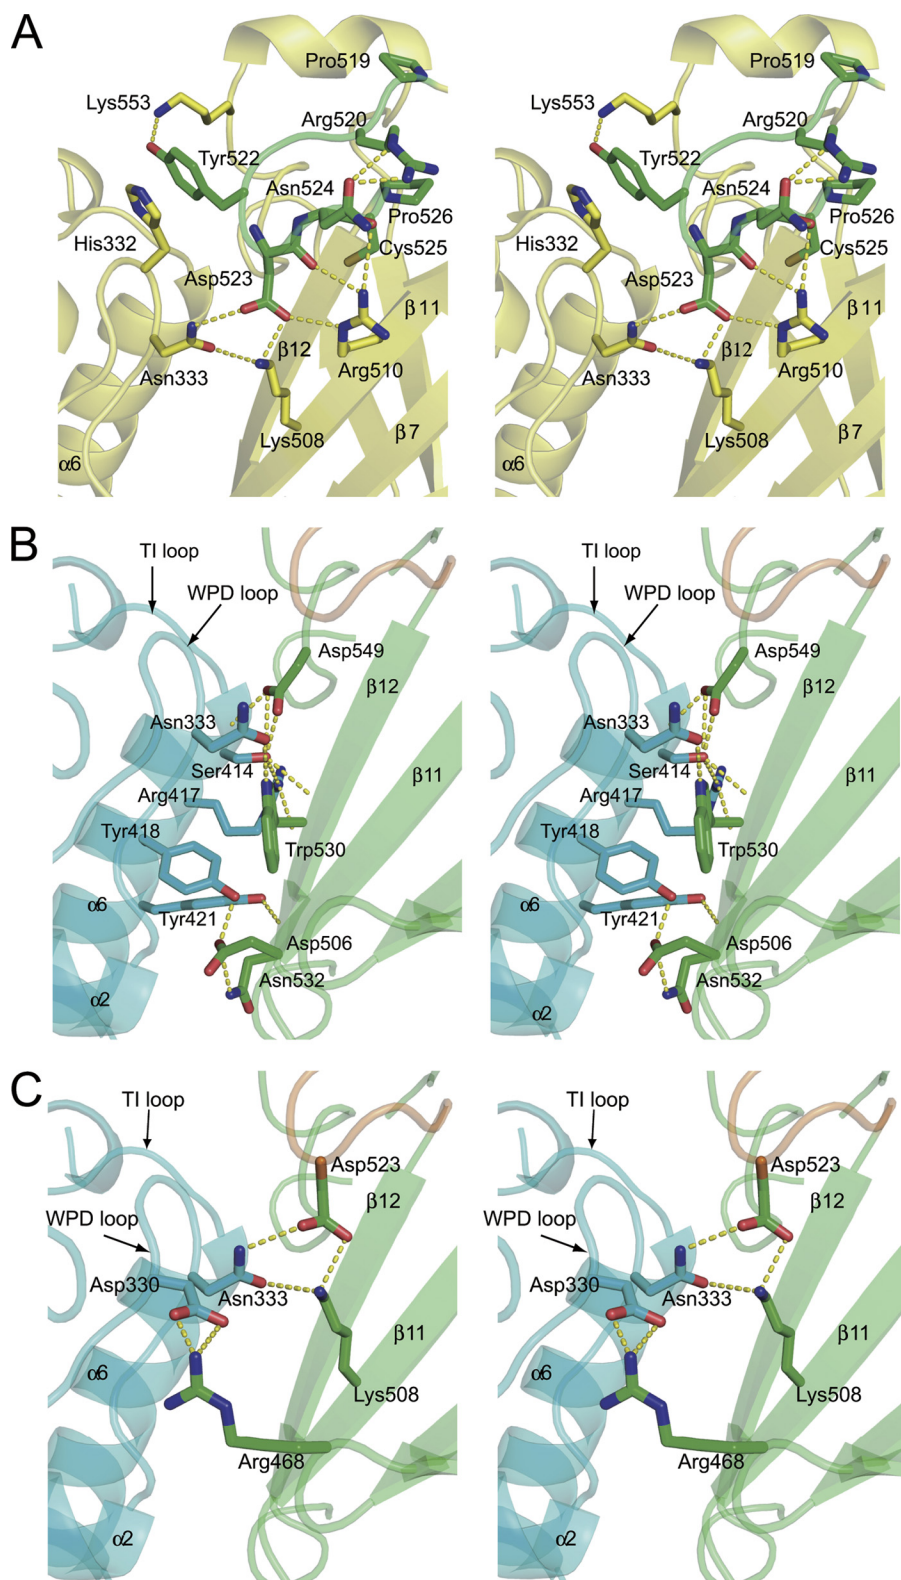 A
Pro519
Lys553
Arg520
Tyr522
Asn524
Pro526
His332
Cys525
Asp523
β11
β12
Asn333
Arg510
Lys508
β7
α6
Pro519
Lys553
Arg520
Tyr522
Asn524
Pro526
His332
Cys525
Asp523
β11
β12
Asn333
Arg510
Lys508
β7
α6
B
TI loop
WPD loop
Asp549
β12
Asn333
Ser414
β11
Arg417
Tyr418
Trp530
α6
Tyr421
Asp506
Asn532
α2
TI loop
WPD loop
Asp549
β12
Asn333
Ser414
β11
Arg417
Tyr418
Trp530
α6
Tyr421
Asp506
Asn532
α2
C
TI loop
Asp523
β12
WPD loop
Asp330
Asn333
β11
α6
Lys508
Arg468
α2
TI loop
Asp523
β12
WPD loop
Asp330
Asn333
β11
α6
Lys508
Arg468
α2